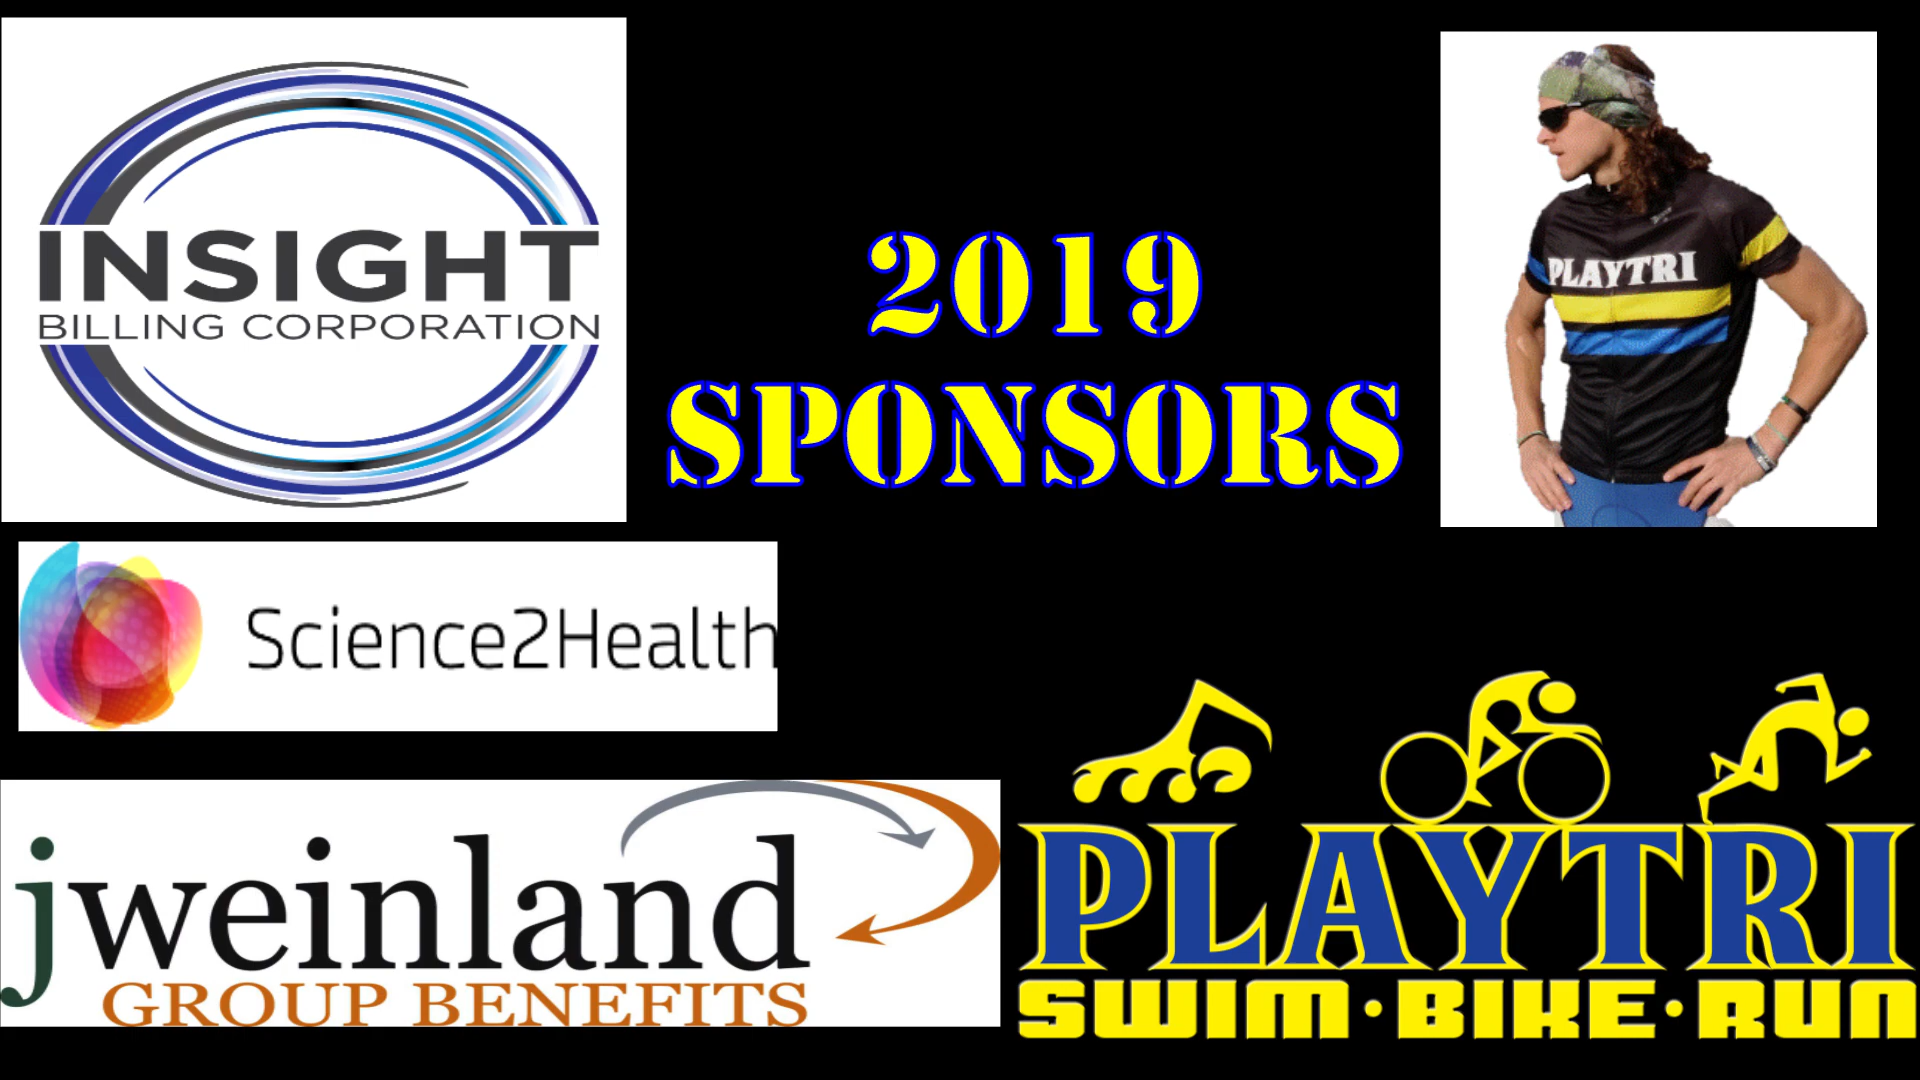 INSIGHT
BILLING CORPORATION
2019
SPONSORS
PLAYTRI
Science2Health
jweinland
GROUP BENEFITS
PLAYTRI
SWIM·BIKE·RUN